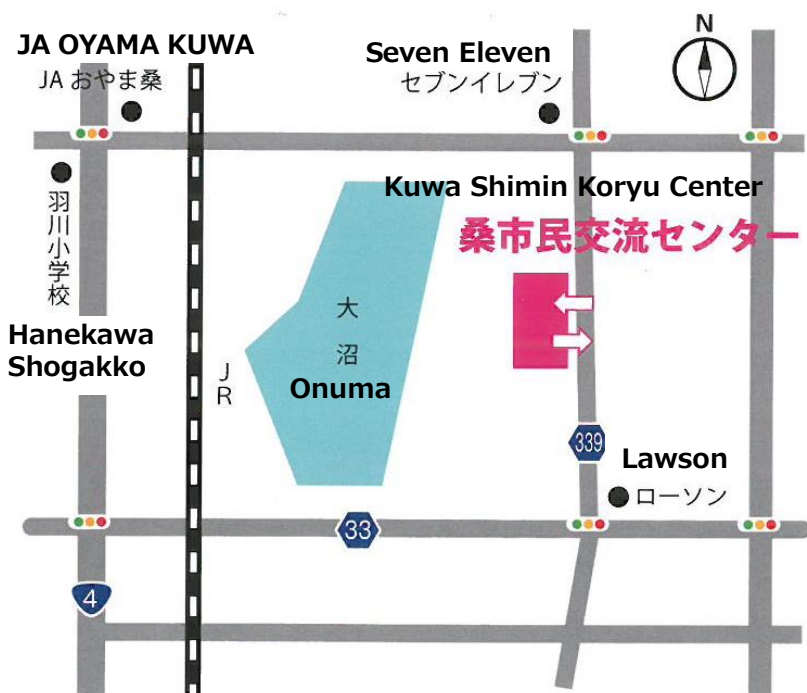 N
JA OYAMA KUWA
JA おやま桑
Seven Eleven
セブンイレブン
羽川小学校
Hanekawa
Shogakko
Kuwa Shimin Koryu Center
桑市民交流センター
大沼
Onuma
JR
339
Lawson
ローソン
33
4